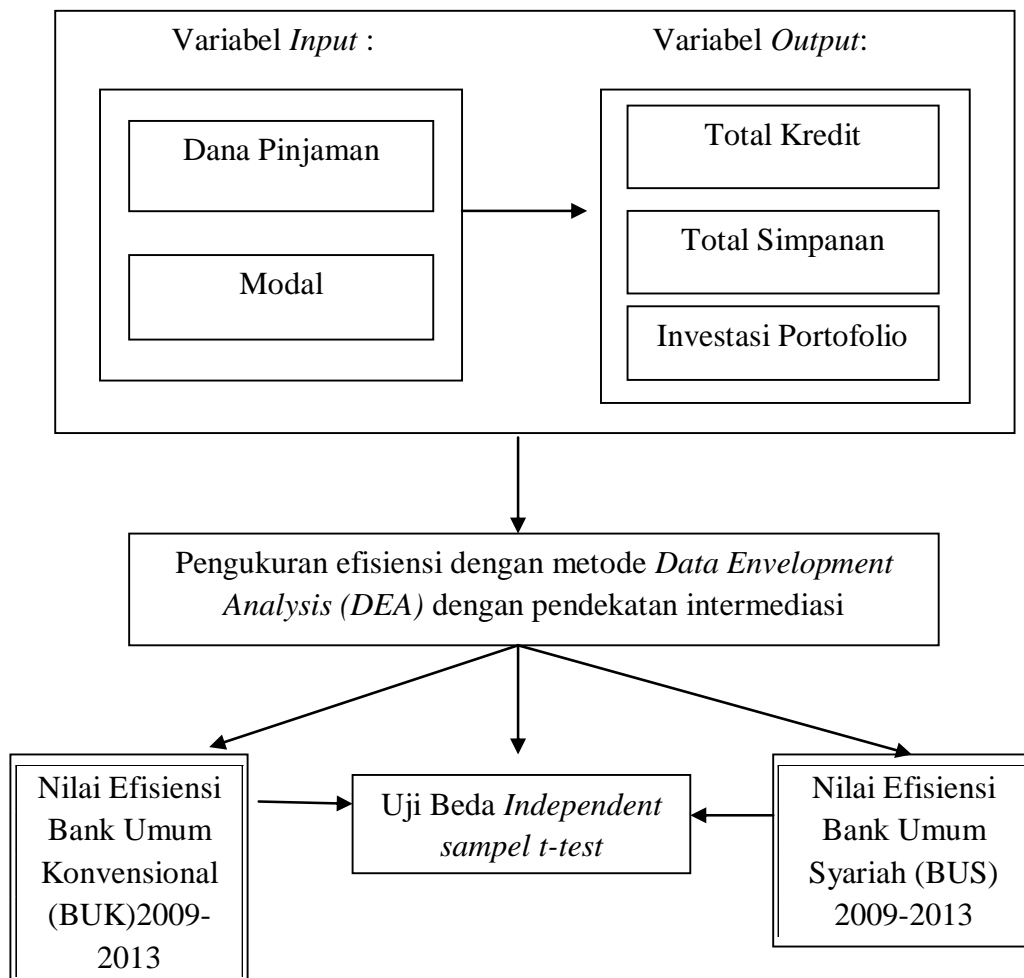 Variabel Input :
Variabel Output:
Dana Pinjaman
Modal
Total Kredit
Total Simpanan
Investasi Portofolio
Pengukuran efisiensi dengan metode Data Envelopment
Analysis (DEA) dengan pendekatan intermediasi
Nilai Efisiensi
Bank Umum
Konvensional
(BUK)2009-
2013
Uji Beda Independent
sampel t-test
Nilai Efisiensi
Bank Umum
Syariah (BUS)
2009-2013